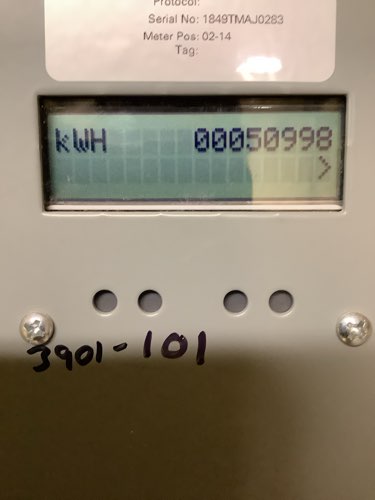 Protocol:
Serial No: 1849TMAJ0283
Meter Pos: 02-14
Tag:
kWH 00050998
>
3901-101